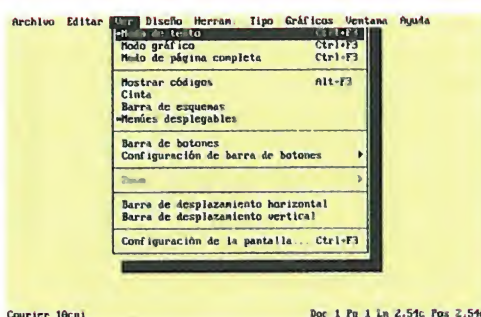 Archivo Editar Ver Diseño Herram. Tipo Gráficos Ventana Ayuda
Modo de texto Ctrl+F3
Modo gráfico Ctrl+F3
Modo de página completa Ctrl+F3
Mostrar códigos Alt-F3
Cinta
Barra de esquemas
Menúes desplegables
Barra de botones
Configuración de barra de botones
Zoom
Barra de desplazamiento horizontal
Barra de desplazamiento vertical
Configuración de la pantalla... Ctrl+F3
Courier 10cpi Doc 1 Pg 1 Ln 2.54c Pos 2.54c